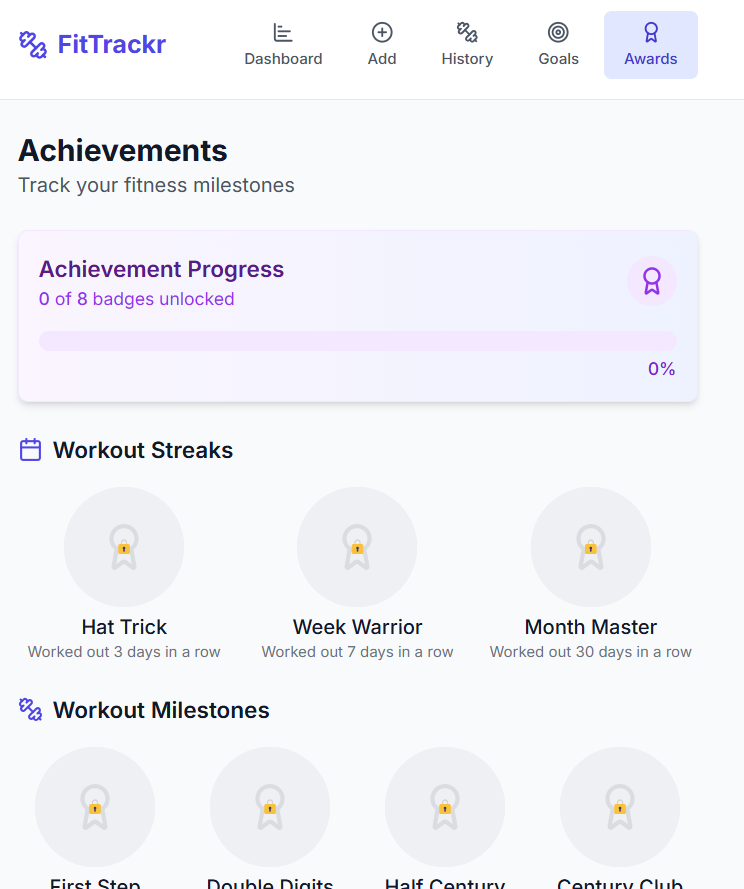 FitTrackr
Dashboard
Add
History
Goals
Awards
Achievements
Track your fitness milestones
Achievement Progress
0 of 8 badges unlocked
0%
Workout Streaks
Hat Trick
Week Warrior
Month Master
Worked out 3 days in a row
Worked out 7 days in a row
Worked out 30 days in a row
Workout Milestones
First Step
Double Digits
Half Century
Century Club